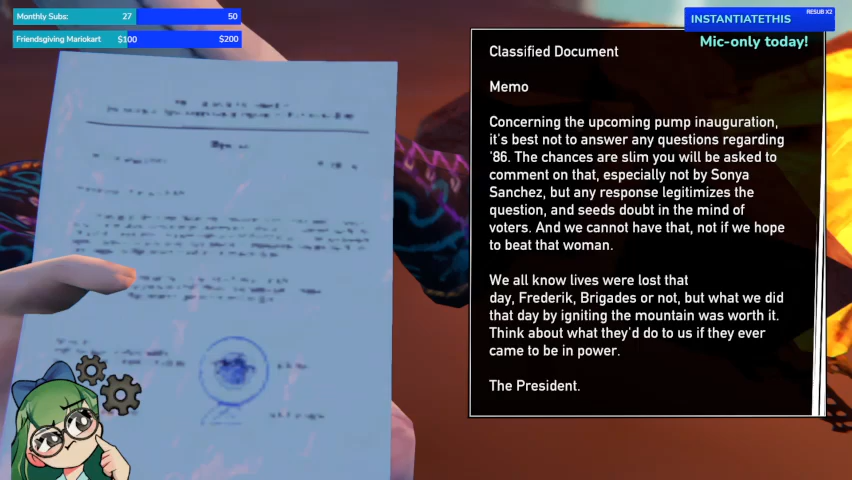 Monthly Subs: 27 50
Friendsgiving Mariokart $100 $200
RESUB X2
INSTANTIATETHIS
Mic-only today!
Classified Document
Memo
Concerning the upcoming pump inauguration,
it's best not to answer any questions regarding
'86. The chances are slim you will be asked to
comment on that, especially not by Sonya
Sanchez, but any response legitimizes the
question, and seeds doubt in the mind of
voters. And we cannot have that, not if we hope
to beat that woman.
We all know lives were lost that
day, Frederik, Brigades or not, but what we did
that day by igniting the mountain was worth it.
Think about what they'd do to us if they ever
came to be in power.
The President.